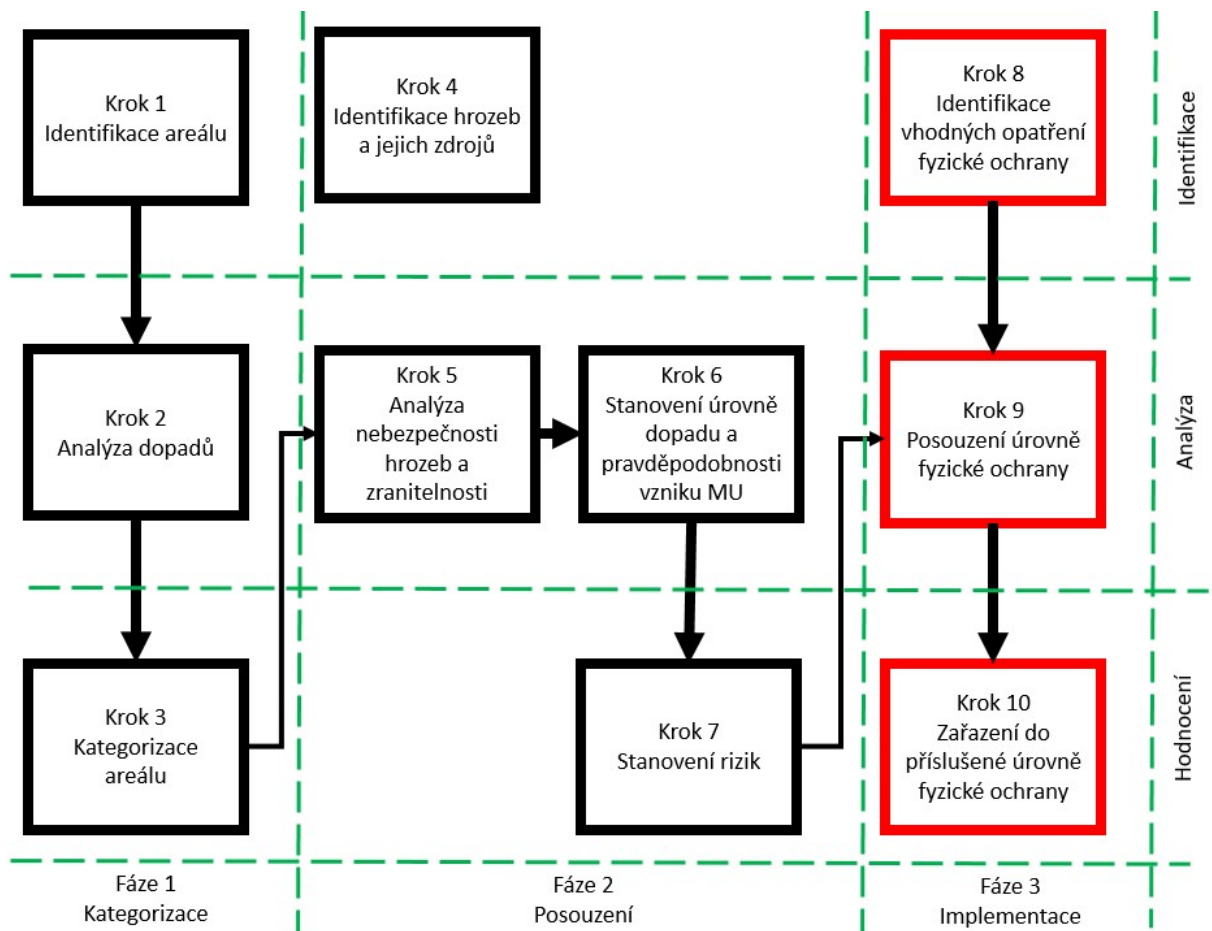 Krok 1
Identifikace areálu
Krok 4
Identifikace hrozeb
a jejich zdrojů
Krok 8
Identifikace
vhodných opatření
fyzické ochrany
Identifikace
Krok 2
Analýza dopadů
Krok 5
Analýza
nebezpečnosti
hrozeb a
zranitelnosti
Krok 6
Stanovení úrovně
dopadu a
pravděpodobnosti
vzniku MU
Krok 9
Posouzení úrovně
fyzické ochrany
Analýza
Krok 3
Kategorizace
areálu
Krok 7
Stanovení rizik
Krok 10
Zařazení do
příslušené úrovně
fyzické ochrany
Hodnocení
Fáze 1
Kategorizace
Fáze 2
Posouzení
Fáze 3
Implementace